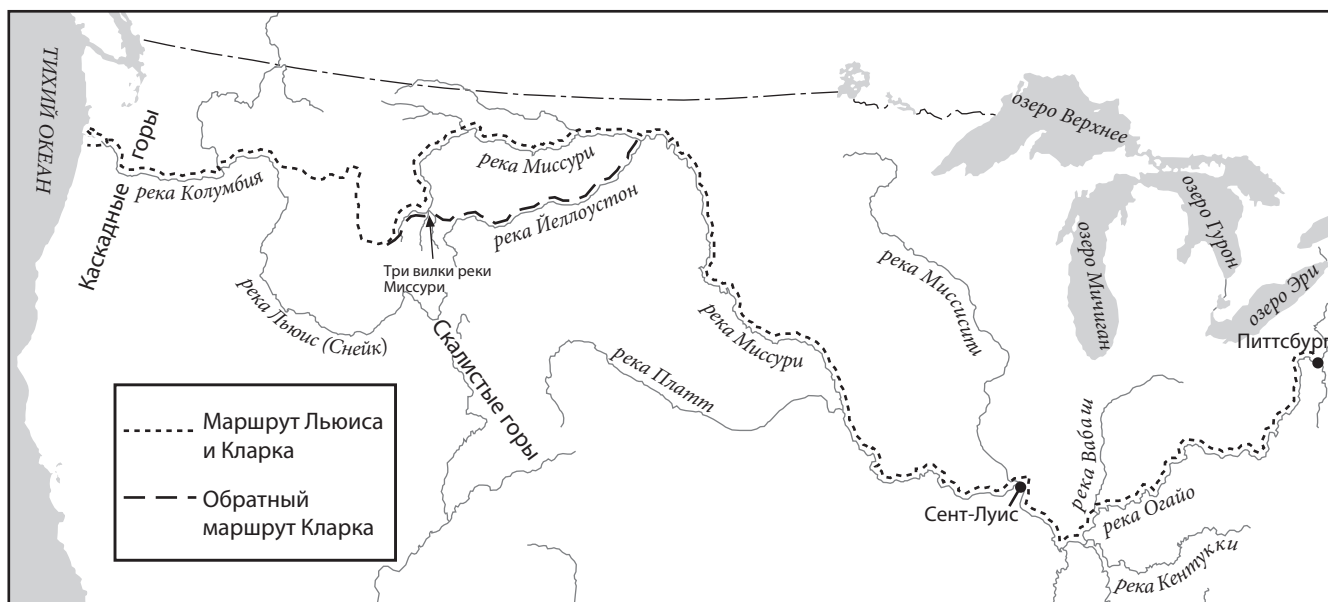 ТИХИЙ ОКЕАН
Каскадные горы
река Колумбия
река Миссури
река Йеллоустон
Три вилки реки
Миссури
река Льюис (Снейк)
Скалистые горы
река Платт
река Миссури
река Миссисипи
озеро Верхнее
озеро Мичиган
озеро Гурон
озеро Эри
Питтсбург
Сент-Луис
река Вабаш
река Огайо
река Кентукки
Маршрут Льюиса
и Кларка
Обратный
маршрут Кларка